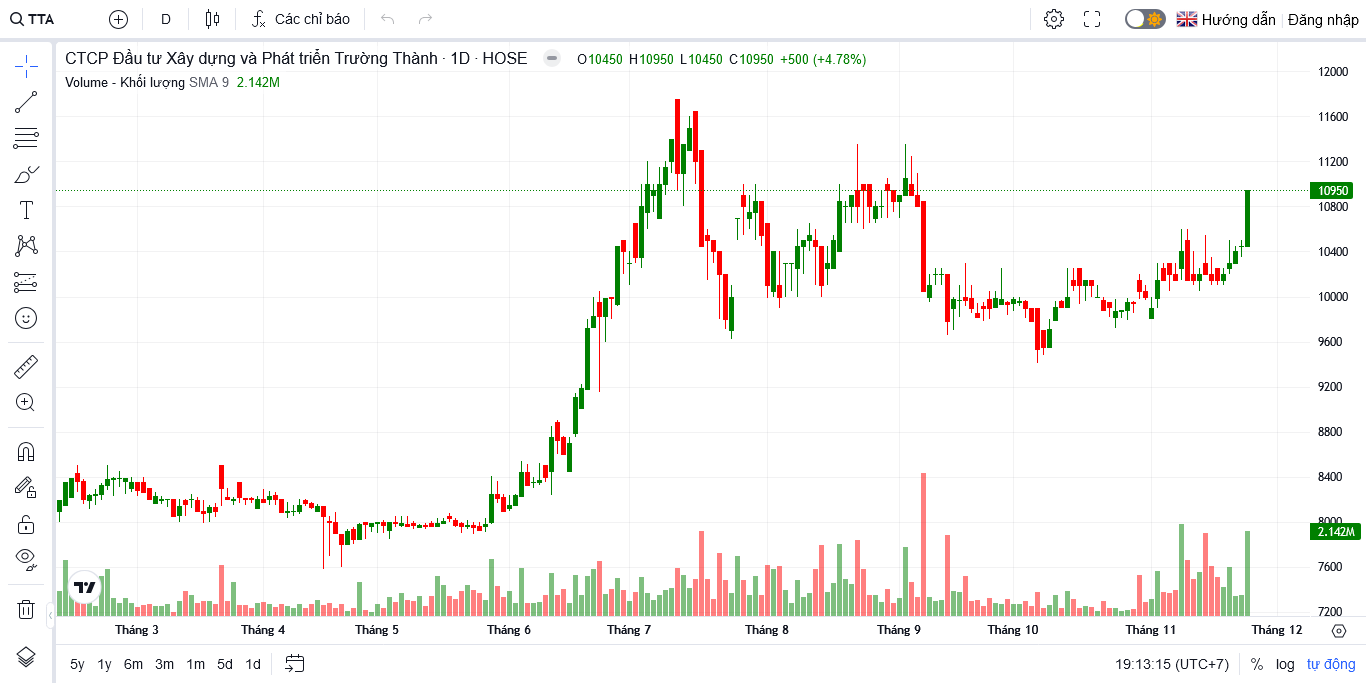 TTA D Các chỉ báo Hướng dẫn Đăng nhập
CTCP Đầu tư Xây dựng và Phát triển Trường Thành · 1D · HOSE O10450 H10950 L10450 C10950 +500 (+4.78%)
Volume - Khối lượng SMA 9 2.142M
12000
11600
11200
10950
10800
10400
10000
9600
9200
8800
8400
8000
2.142M
7600
7200
Tháng 3 Tháng 4 Tháng 5 Tháng 6 Tháng 7 Tháng 8 Tháng 9 Tháng 10 Tháng 11 Tháng 12
5y 1y 6m 3m 1m 5d 1d 19:13:15 (UTC+7) % log tự động